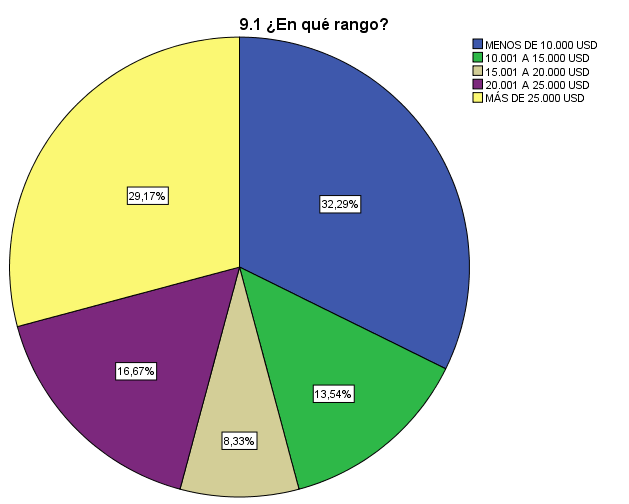 9.1 ¿En qué rango?
MENOS DE 10.000 USD
10.001 A 15.000 USD
15.001 A 20.000 USD
20.001 A 25.000 USD
MÁS DE 25.000 USD
29,17%
32,29%
16,67%
13,54%
8,33%